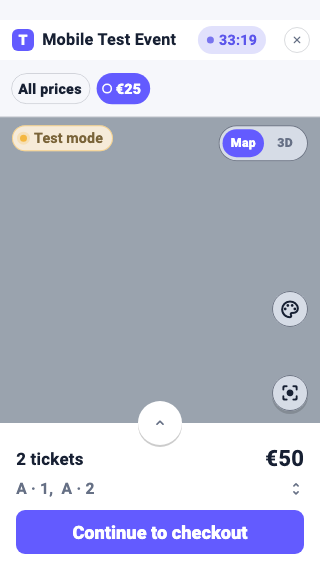 T Mobile Test Event 33:19
All prices €25
Test mode Map 3D
2 tickets €50
A · 1, A · 2
Continue to checkout